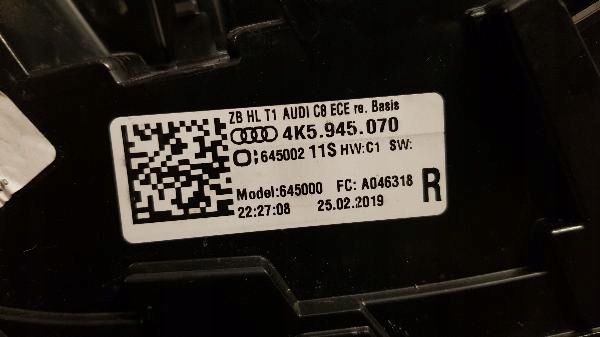 ZB HL T1 AUDI C8 ECE re. Basis
4K5.945.070
645002 11S HW:C1 SW:
Model:645000 FC: A046318
22:27:08 25.02.2019
R